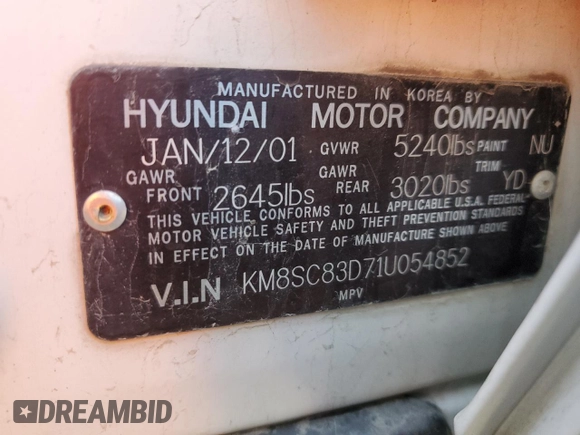 MANUFACTURED IN KOREA BY
HYUNDAI MOTOR COMPANY
JAN/12/01 GVWR 5240lbs PAINT NU
GAWR FRONT 2645lbs GAWR REAR 3020lbs TRIM YD
THIS VEHICLE CONFORMS TO ALL APPLICABLE U.S.A. FEDERAL
MOTOR VEHICLE SAFETY AND THEFT PREVENTION STANDARDS
IN EFFECT ON THE DATE OF MANUFACTURE SHOWN ABOVE
V.I.N KM8SC83D71U054852
MPV
DREAMBID